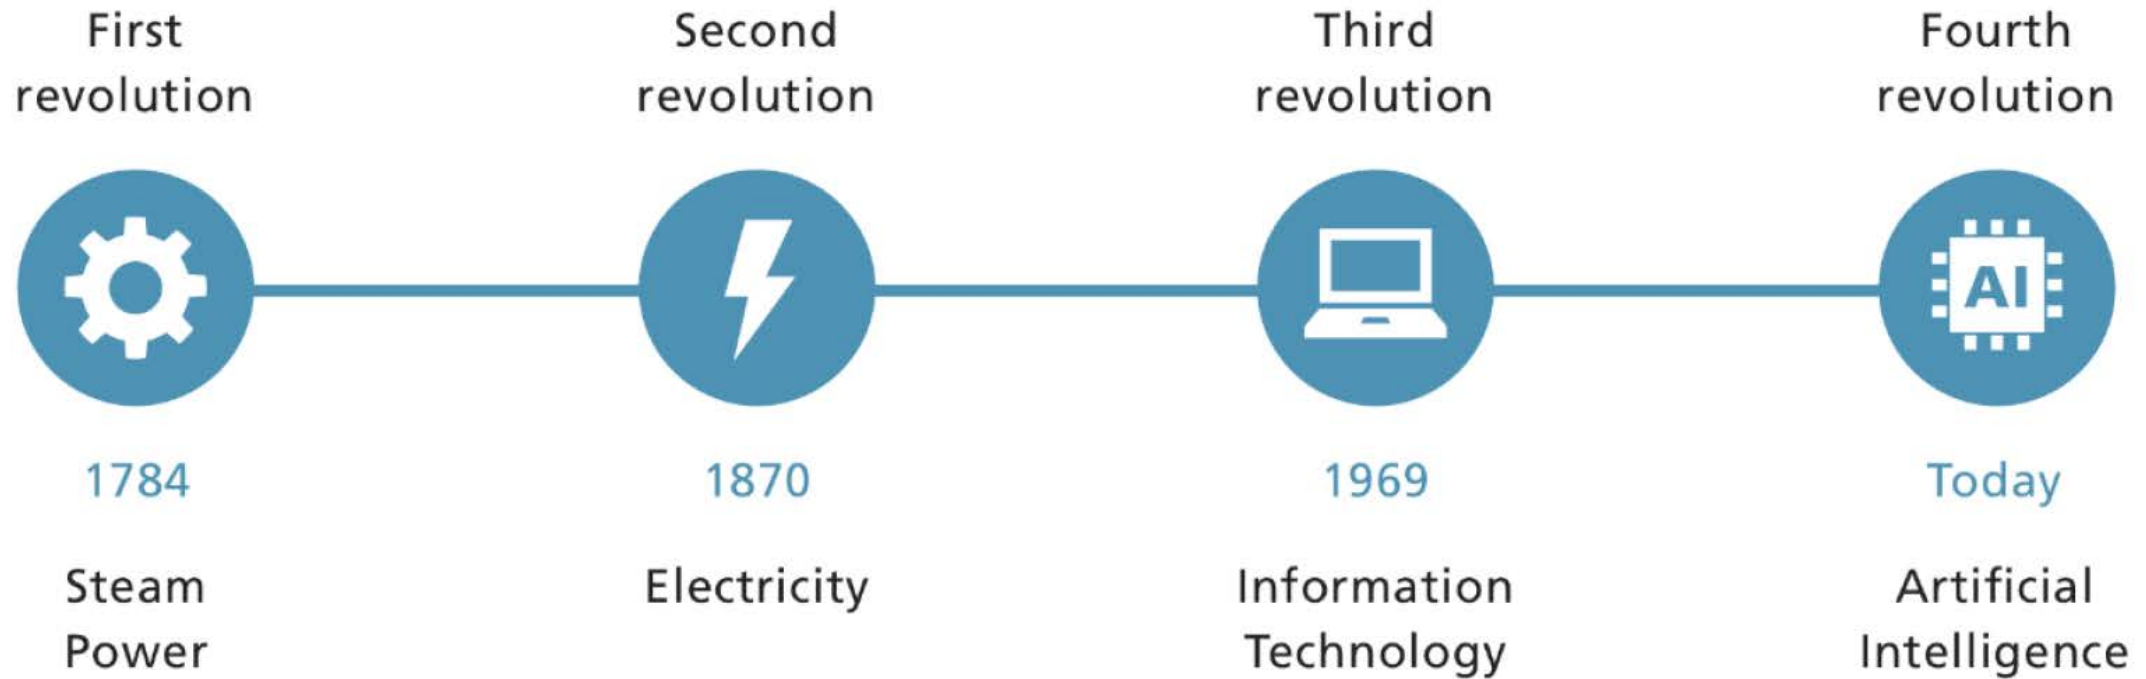 First
revolution
Second
revolution
Third
revolution
Fourth
revolution
AI
1784
1870
1969
Today
Steam
Power
Electricity
Information
Technology
Artificial
Intelligence